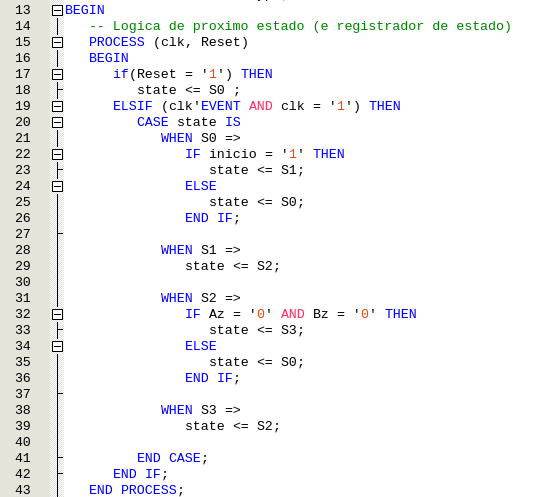 13 BEGIN
14 -- Logica de proximo estado (e registrador de estado)
15 PROCESS (clk, Reset)
16 BEGIN
17 if(Reset = '1') THEN
18 state <= S0 ;
19 ELSIF (clk'EVENT AND clk = '1') THEN
20 CASE state IS
21 WHEN S0 =>
22 IF inicio = '1' THEN
23 state <= S1;
24 ELSE
25 state <= S0;
26 END IF;
27
28 WHEN S1 =>
29 state <= S2;
30
31 WHEN S2 =>
32 IF Az = '0' AND Bz = '0' THEN
33 state <= S3;
34 ELSE
35 state <= S0;
36 END IF;
37
38 WHEN S3 =>
39 state <= S2;
40
41 END CASE;
42 END IF;
43 END PROCESS;